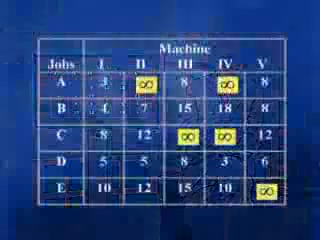 Machine
Jobs I II III IV V
A 3 ∞ 8 ∞ 8
B 4 7 15 18 8
C 8 12 ∞ ∞ 12
D 5 5 8 3 6
E 10 12 15 10 ∞